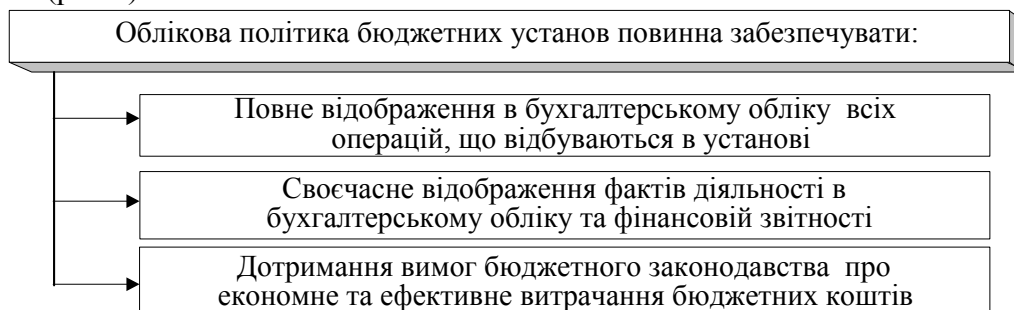 Облікова політика бюджетних установ повинна забезпечувати:
Повне відображення в бухгалтерському обліку всіх
операцій, що відбуваються в установі
Своєчасне відображення фактів діяльності в
бухгалтерському обліку та фінансовій звітності
Дотримання вимог бюджетного законодавства про
економне та ефективне витрачання бюджетних коштів